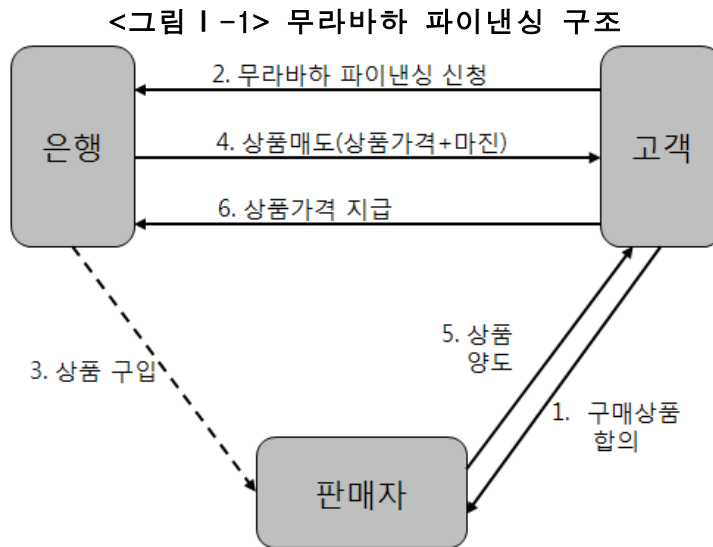 <그림Ⅰ-1> 무라바하 파이낸싱 구조
2. 무라바하 파이낸싱 신청
은행
4. 상품매도(상품가격+마진)
고객
6. 상품가격 지급
5. 상품
양도
3. 상품 구입
1. 구매상품
합의
판매자